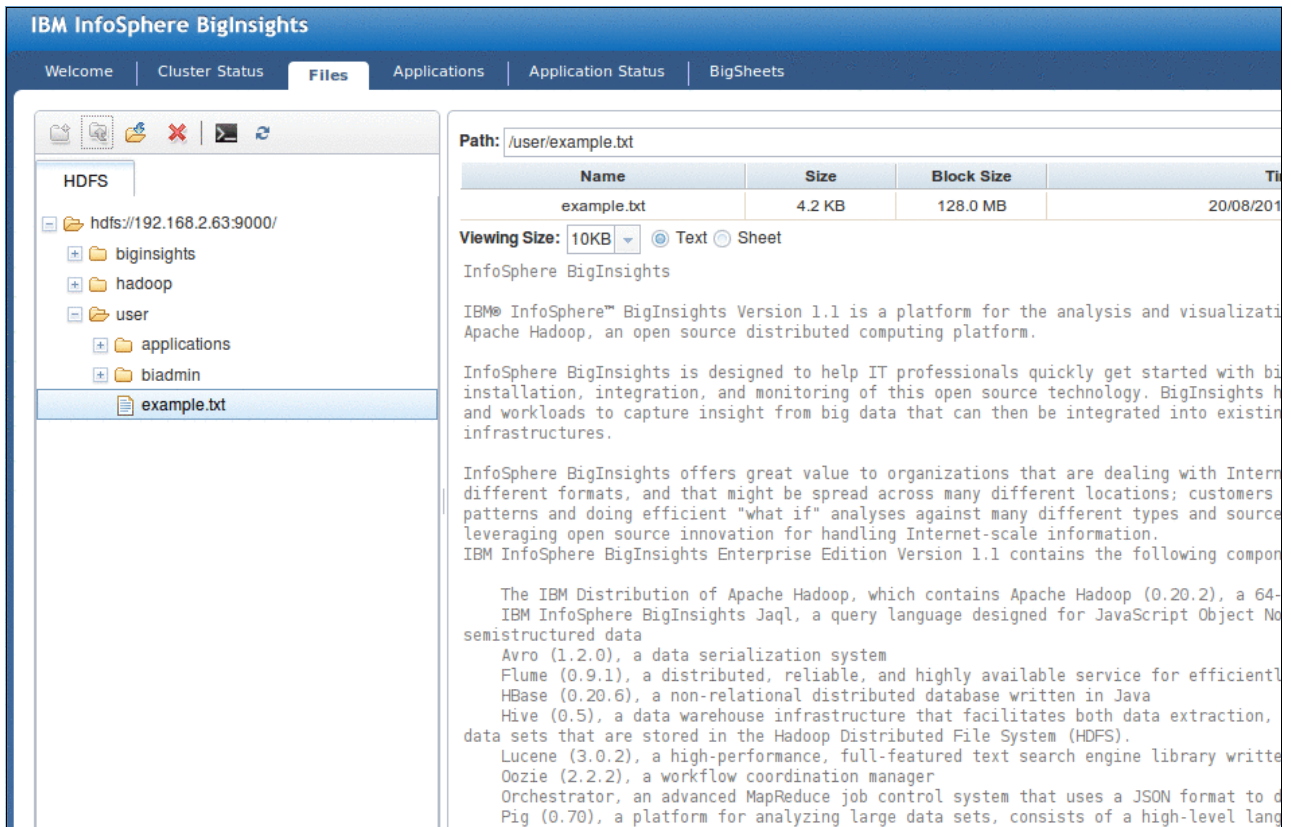 IBM InfoSphere BigInsights
Welcome Cluster Status Files Applications Application Status BigSheets
HDFS
hdfs://192.168.2.63:9000/
biginsights
hadoop
user
applications
biadmin
example.txt
Path: /user/example.txt
Name Size Block Size
example.txt 4.2 KB 128.0 MB 20/08/201
Viewing Size: 10KB Text Sheet
InfoSphere BigInsights
IBM® InfoSphere™ BigInsights Version 1.1 is a platform for the analysis and visualizati
Apache Hadoop, an open source distributed computing platform.
InfoSphere BigInsights is designed to help IT professionals quickly get started with bi
installation, integration, and monitoring of this open source technology. BigInsights h
and workloads to capture insight from big data that can then be integrated into existin
infrastructures.
InfoSphere BigInsights offers great value to organizations that are dealing with Intern
different formats, and that might be spread across many different locations; customers
patterns and doing efficient "what if" analyses against many different types and source
leveraging open source innovation for handling Internet-scale information.
IBM InfoSphere BigInsights Enterprise Edition Version 1.1 contains the following compon
The IBM Distribution of Apache Hadoop, which contains Apache Hadoop (0.20.2), a 64-
IBM InfoSphere BigInsights Jaql, a query language designed for JavaScript Object No
semistructured data
Avro (1.2.0), a data serialization system
Flume (0.9.1), a distributed, reliable, and highly available service for efficientl
HBase (0.20.6), a non-relational distributed database written in Java
Hive (0.5), a data warehouse infrastructure that facilitates both data extraction,
data sets that are stored in the Hadoop Distributed File System (HDFS).
Lucene (3.0.2), a high-performance, full-featured text search engine library writte
Oozie (2.2.2), a workflow coordination manager
Orchestrator, an advanced MapReduce job control system that uses a JSON format to d
Pig (0.70), a platform for analyzing large data sets, consists of a high-level lang